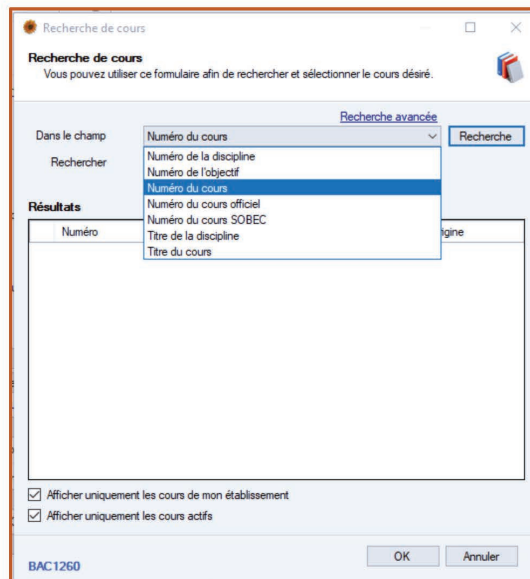 Recherche de cours
Recherche de cours
Vous pouvez utiliser ce formulaire afin de rechercher et sélectionner le cours désiré.
Recherche avancée
Dans le champ Numéro du cours Recherche
Rechercher
Numéro de la discipline
Numéro de l'objectif
Numéro du cours
Numéro du cours officiel
Numéro du cours SOBEC
Titre de la discipline
Titre du cours
Résultats
Numéro
Afficher uniquement les cours de mon établissement
Afficher uniquement les cours actifs
OK Annuler
BAC1260